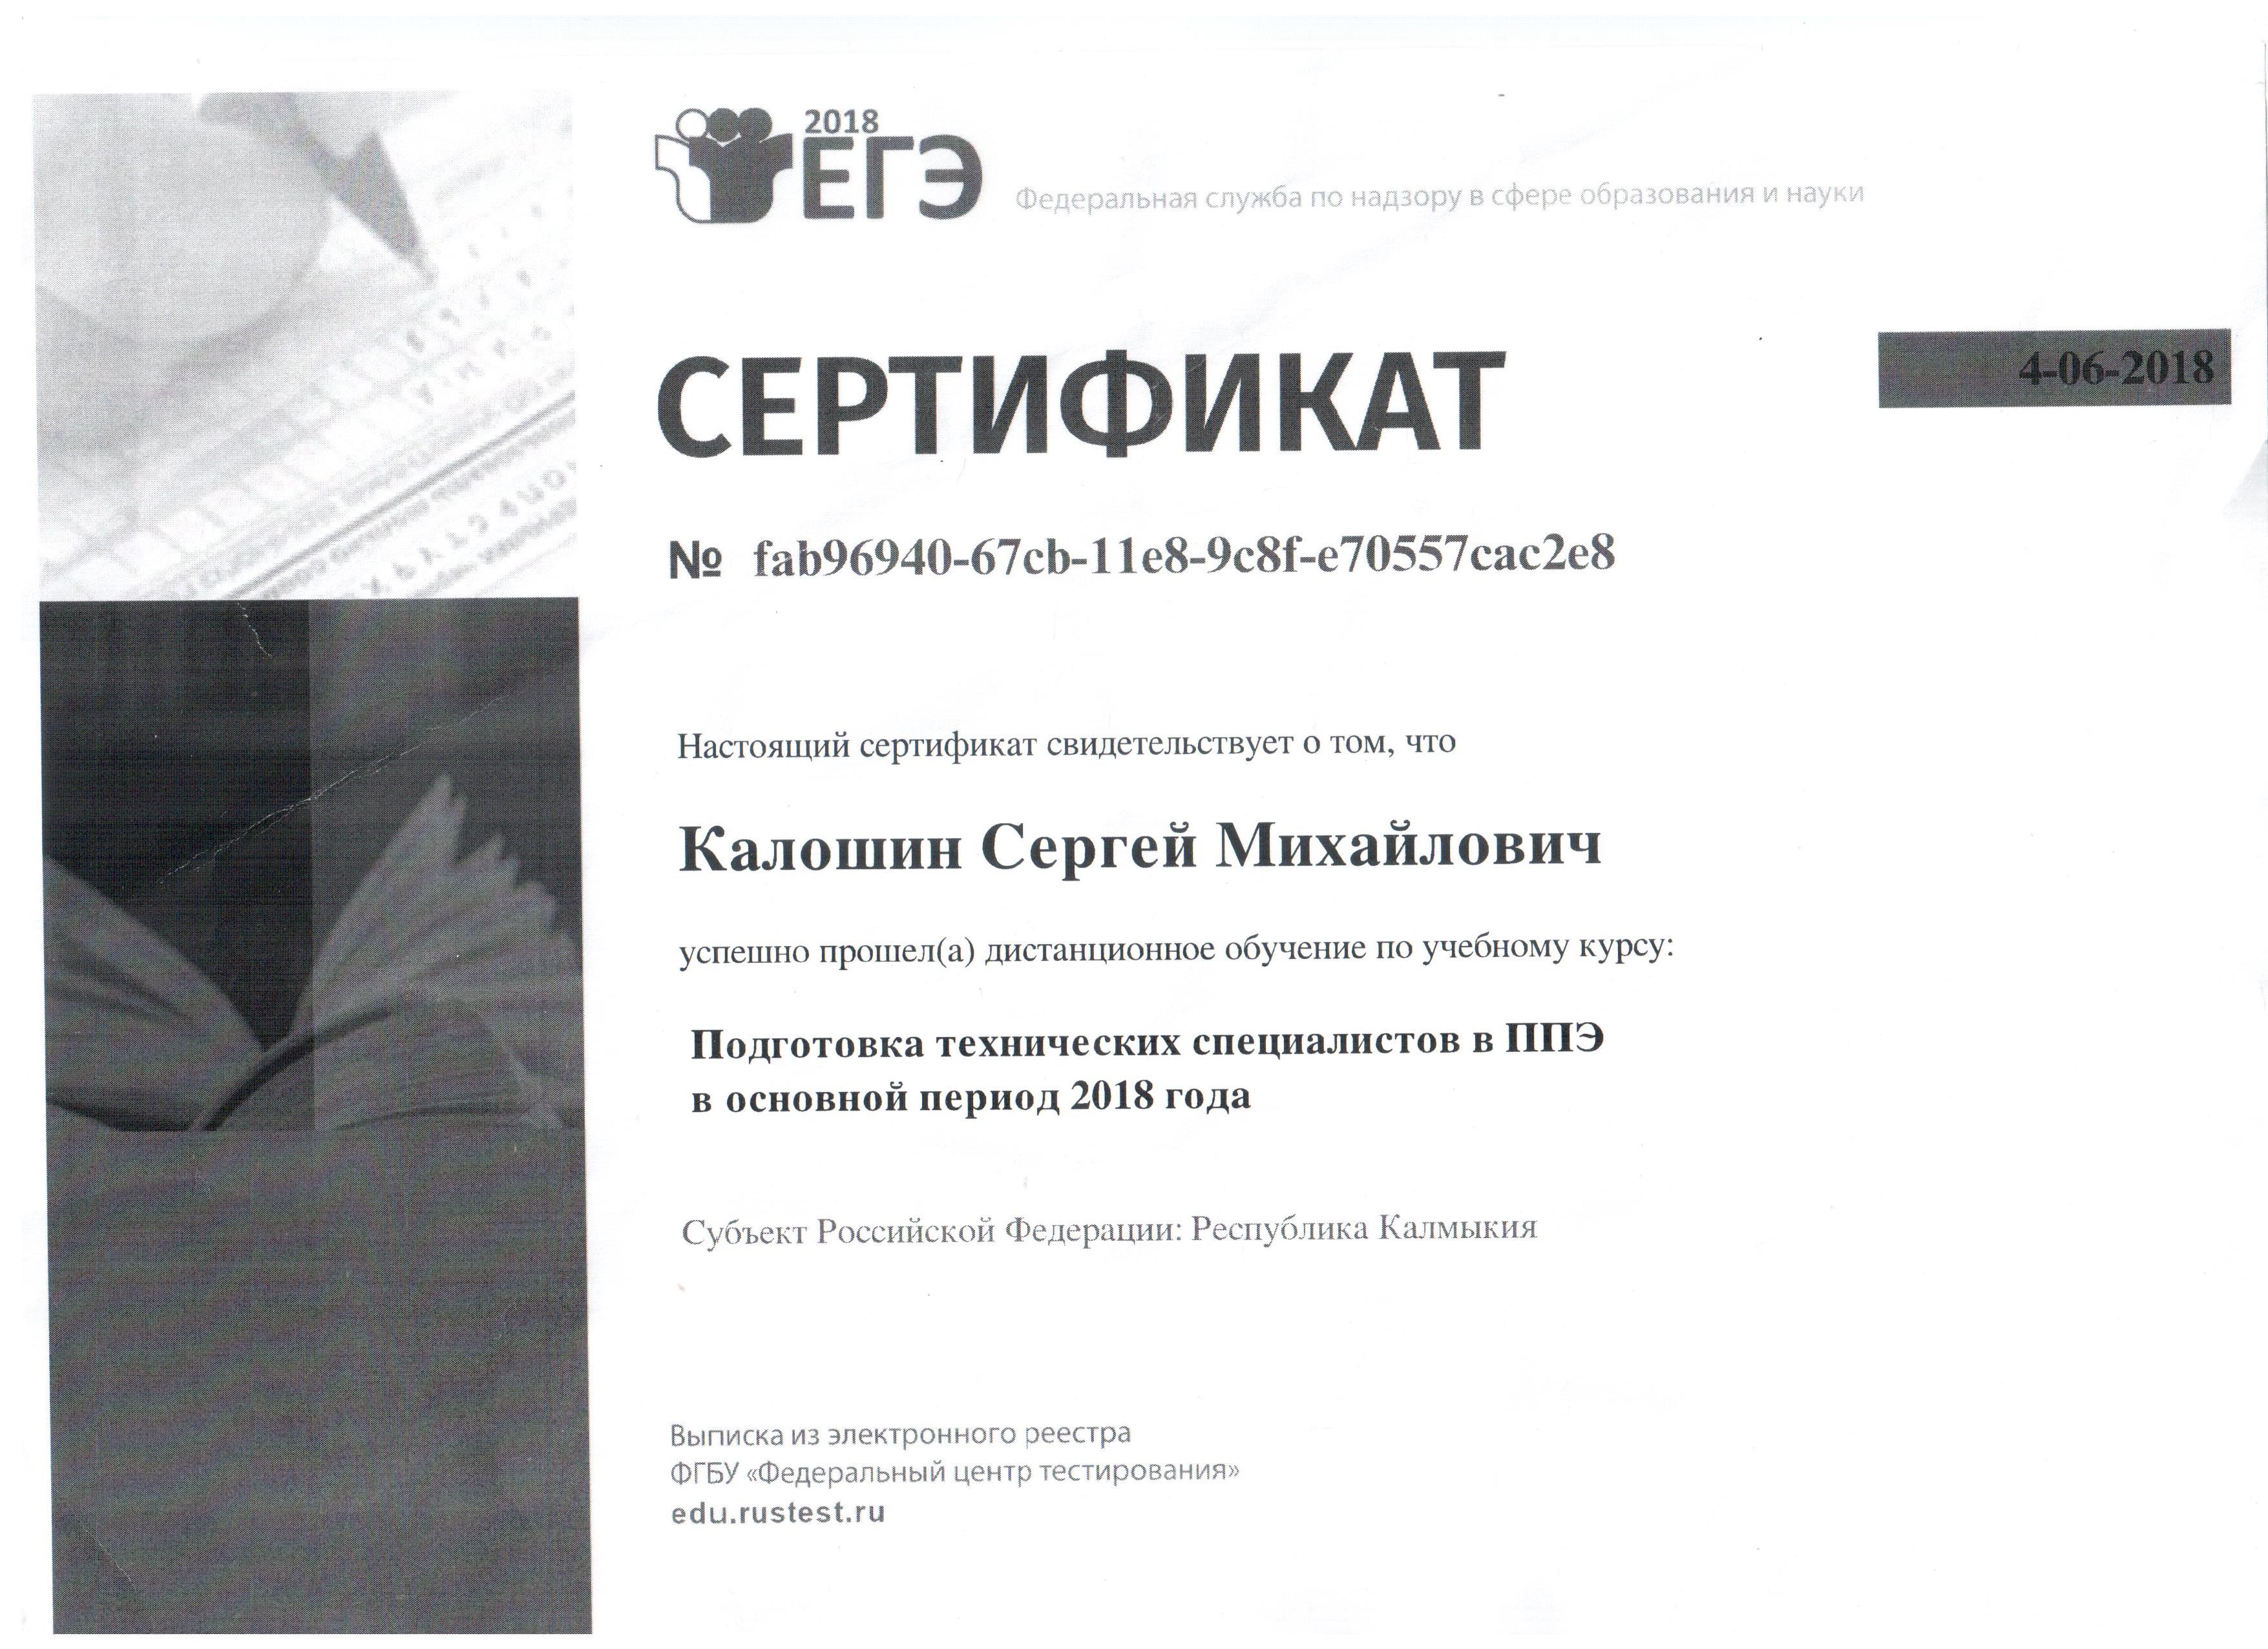 2018
ЕГЭ
Федеральная служба по надзору в сфере образования и науки
СЕРТИФИКАТ
4-06-2018
№ fab96940-67cb-11e8-9c8f-e70557cac2e8
Настоящий сертификат свидетельствует о том, что
Калошин Сергей Михайлович
успешно прошел(а) дистанционное обучение по учебному курсу:
Подготовка технических специалистов в ППЭ
в основной период 2018 года
Субъект Российской Федерации: Республика Калмыкия
Выписка из электронного реестра
ФГБУ «Федеральный центр тестирования»
edu.rustest.ru